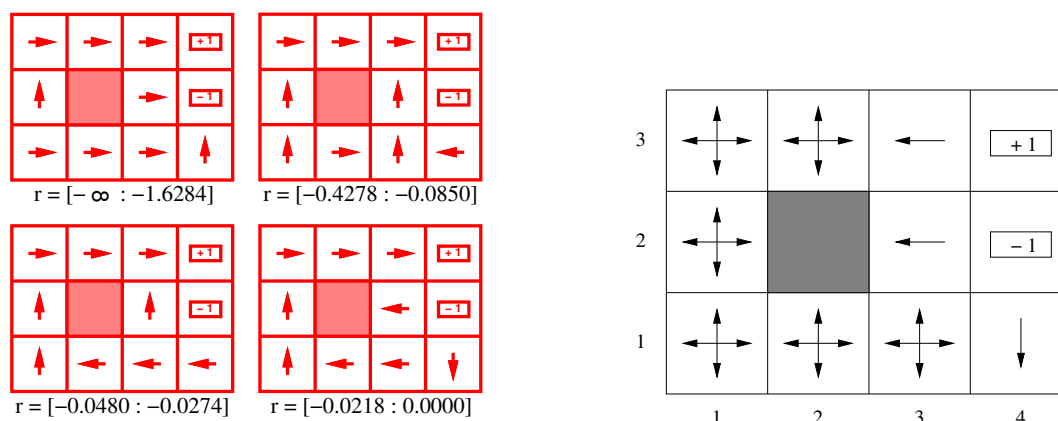 + 1
+ 1
− 1
− 1
r = [− ∞ : −1.6284]
r = [−0.4278 : −0.0850]
+ 1
+ 1
− 1
− 1
r = [−0.0480 : −0.0274]
r = [−0.0218 : 0.0000]
3
+ 1
2
− 1
1
1 2 3 4